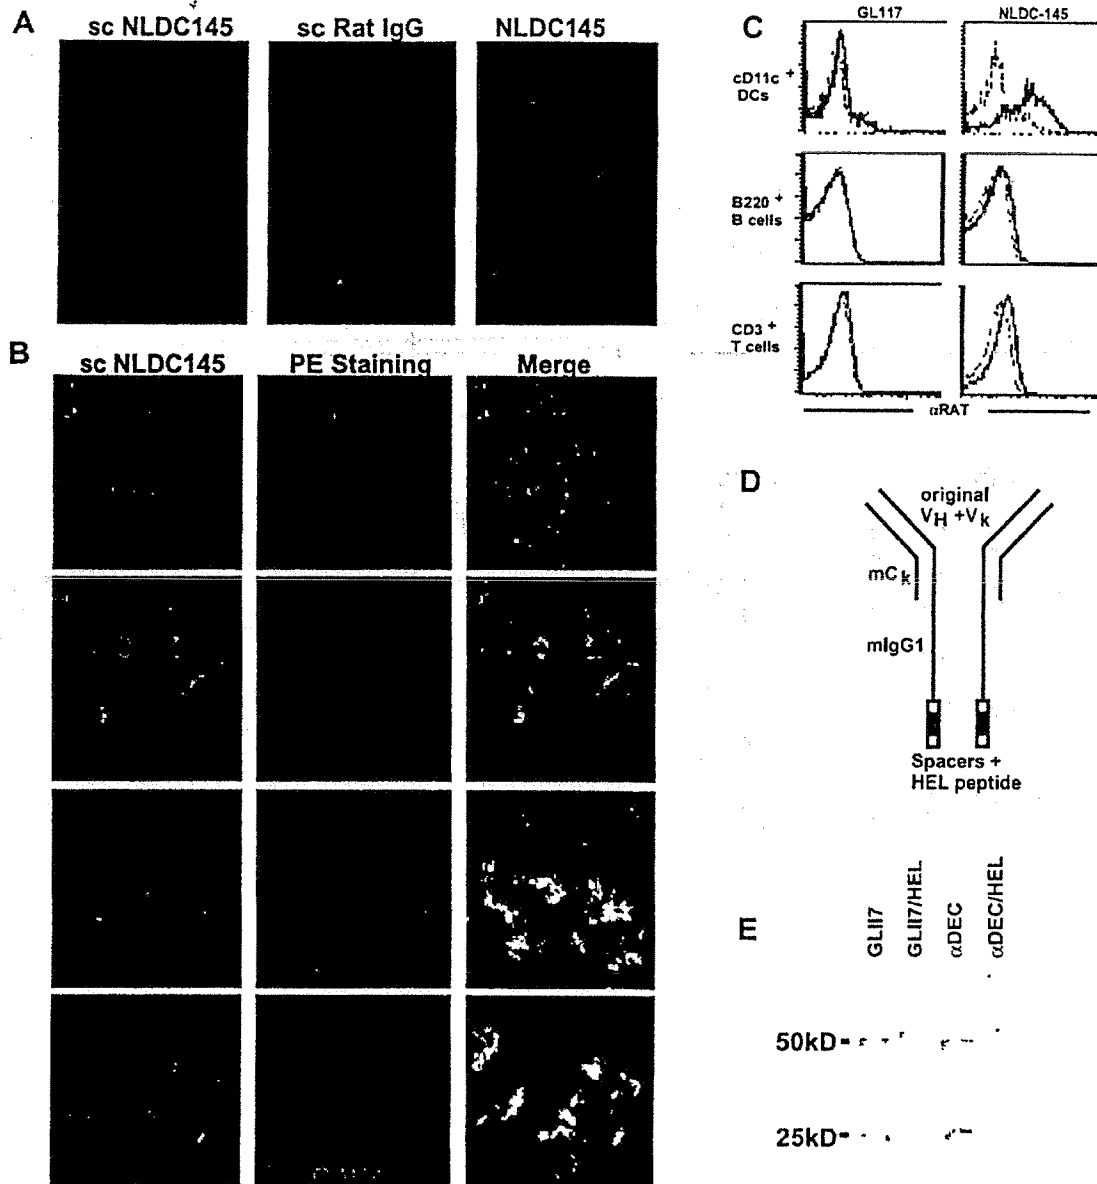 A
sc NLDC145
sc Rat IgG
NLDC145
B
sc NLDC145
PE Staining
Merge
C
GL117
NLDC-145
cD11c +
DCs
B220 +
B cells
CD3 +
T cells
αRAT
D
original
VH +Vk
mCk
mIgG1
Spacers +
HEL peptide
E
GLII7
GLII7/HEL
αDEC
αDEC/HEL
50kD
25kD